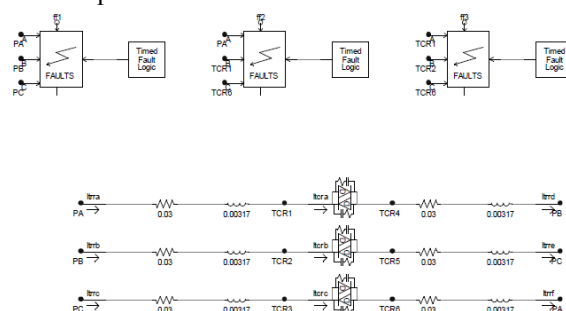 ff1 ff2 ff3
PA A PA A TCR1 A
PB B TCR1 B TCR2 B
FAULTS FAULTS FAULTS
PC C TCR6 C TCR6 C
Timed Fault Logic
Timed Fault Logic
Timed Fault Logic
Itrra Itcra Itrrd
PA 0.03 0.00317 TCR1 TCR4 0.03 0.00317 PB
Itrrb Itcrb Itrre
PB 0.03 0.00317 TCR2 TCR5 0.03 0.00317 PC
Itrrc Itcrc Itrrf
PC 0.03 0.00317 TCR3 TCR6 0.03 0.00317 PA